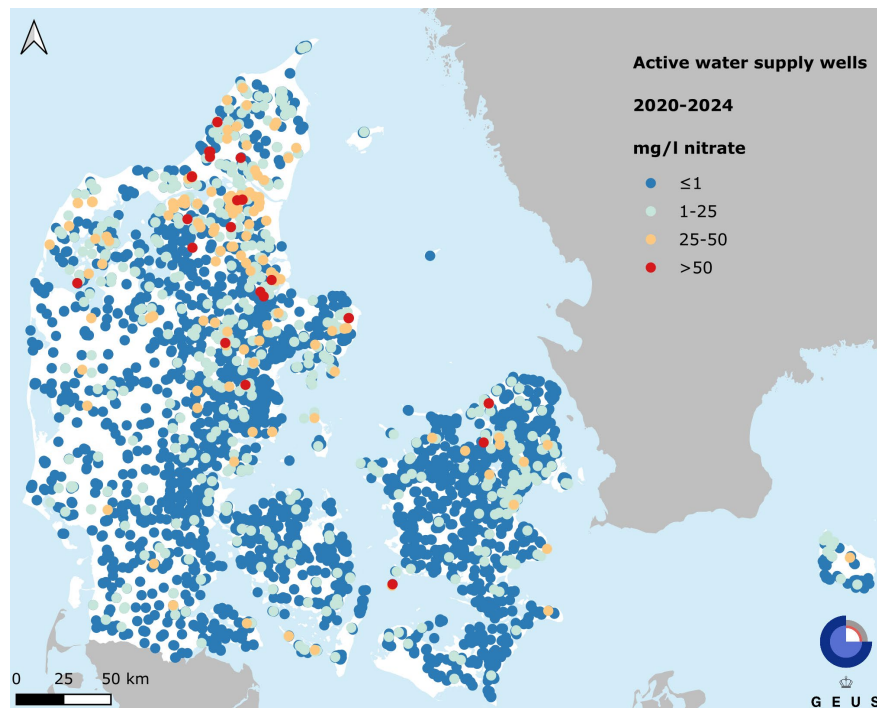 Active water supply wells
2020-2024
mg/l nitrate
≤1
1-25
25-50
>50
0 25 50 km
G E U S